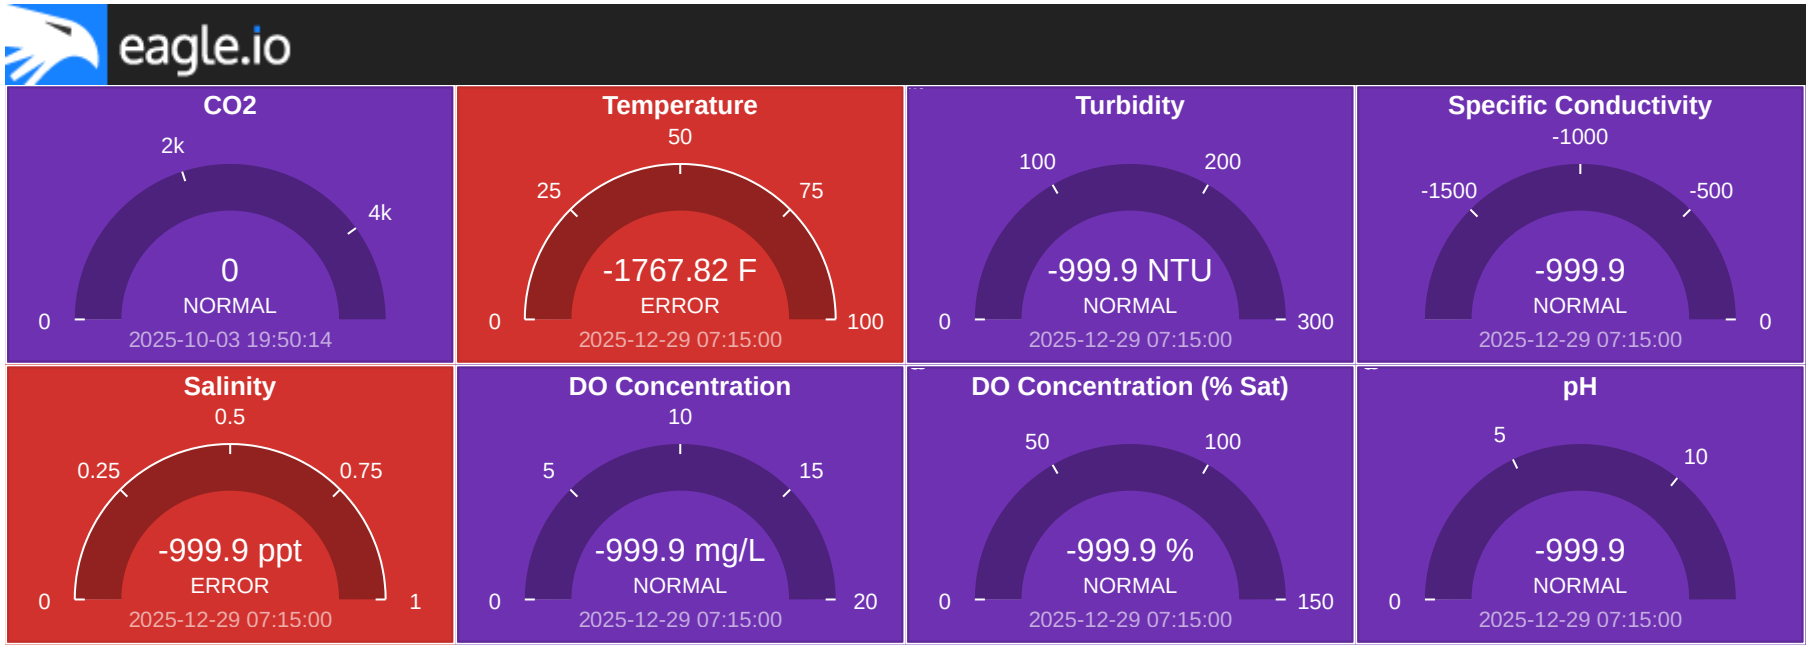 eagle.io
CO2
2k
4k
0
NORMAL
0
2025-10-03 19:50:14
Temperature
50
25
75
-1767.82 F
ERROR
0
100
2025-12-29 07:15:00
Turbidity
100
200
-999.9 NTU
NORMAL
0
300
2025-12-29 07:15:00
Specific Conductivity
-1000
-1500
-500
-999.9
NORMAL
0
2025-12-29 07:15:00
Salinity
0.5
0.25
0.75
-999.9 ppt
ERROR
0
1
2025-12-29 07:15:00
DO Concentration
10
5
15
-999.9 mg/L
NORMAL
0
20
2025-12-29 07:15:00
DO Concentration (% Sat)
50
100
-999.9 %
NORMAL
0
150
2025-12-29 07:15:00
pH
5
10
-999.9
NORMAL
0
2025-12-29 07:15:00